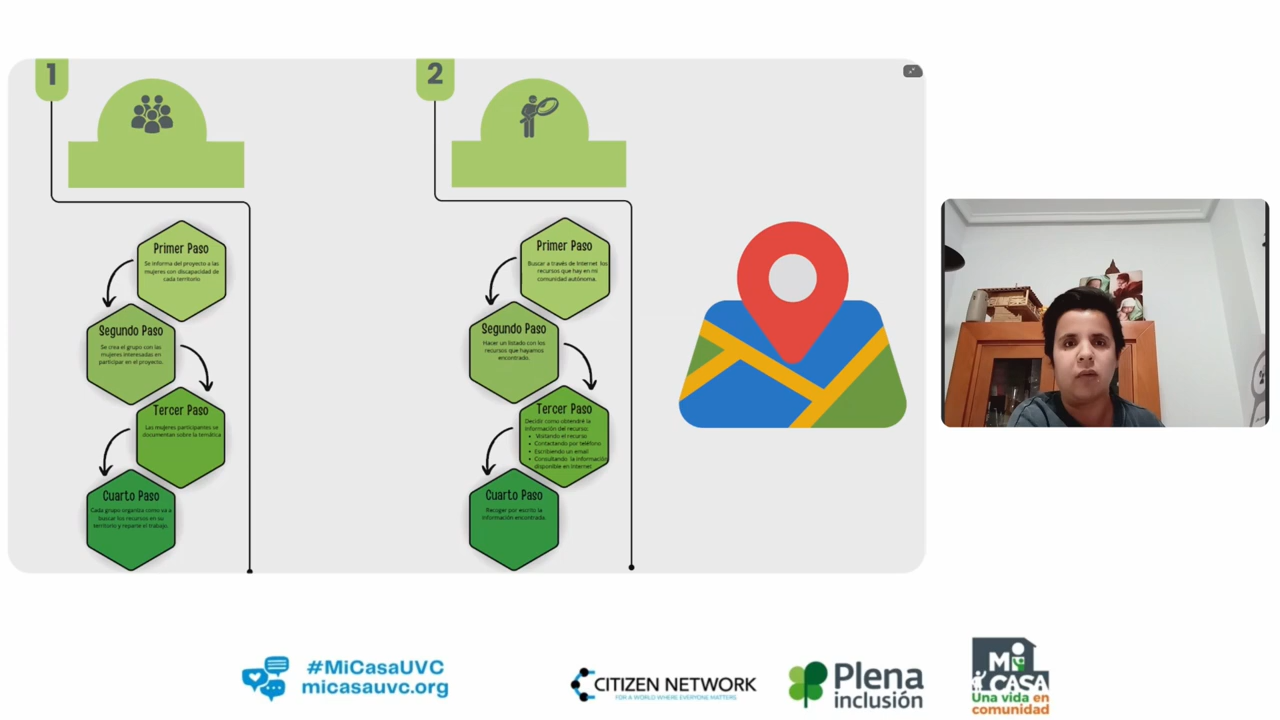 1
Primer Paso
Se informa del proyecto a las
mujeres con discapacidad de
cada territorio
Segundo Paso
Se crea el grupo con las
mujeres interesadas en
participar en el proyecto.
Tercer Paso
Las mujeres participantes se
documentan sobre la temática
Cuarto Paso
Cada grupo organiza como va a
buscar los recursos en su
territorio y reparte el trabajo.
2
Primer Paso
Buscar a través de Internet los
recursos que hay en mi
comunidad autónoma.
Segundo Paso
Hacer un listado con los
recursos que hayamos
encontrado.
Tercer Paso
Decidir como obtendré la
información del recurso:
• Visitando el recurso
• Contactando por teléfono
• Escribiendo un email
• Consultando la información
disponible en internet
Cuarto Paso
Recoger por escrito la
información encontrada.
#MiCasaUVC
micasauvc.org
CITIZEN NETWORK
FOR A WORLD WHERE EVERYONE MATTERS
Plena
inclusión
Mi
CASA
Una vida en
comunidad